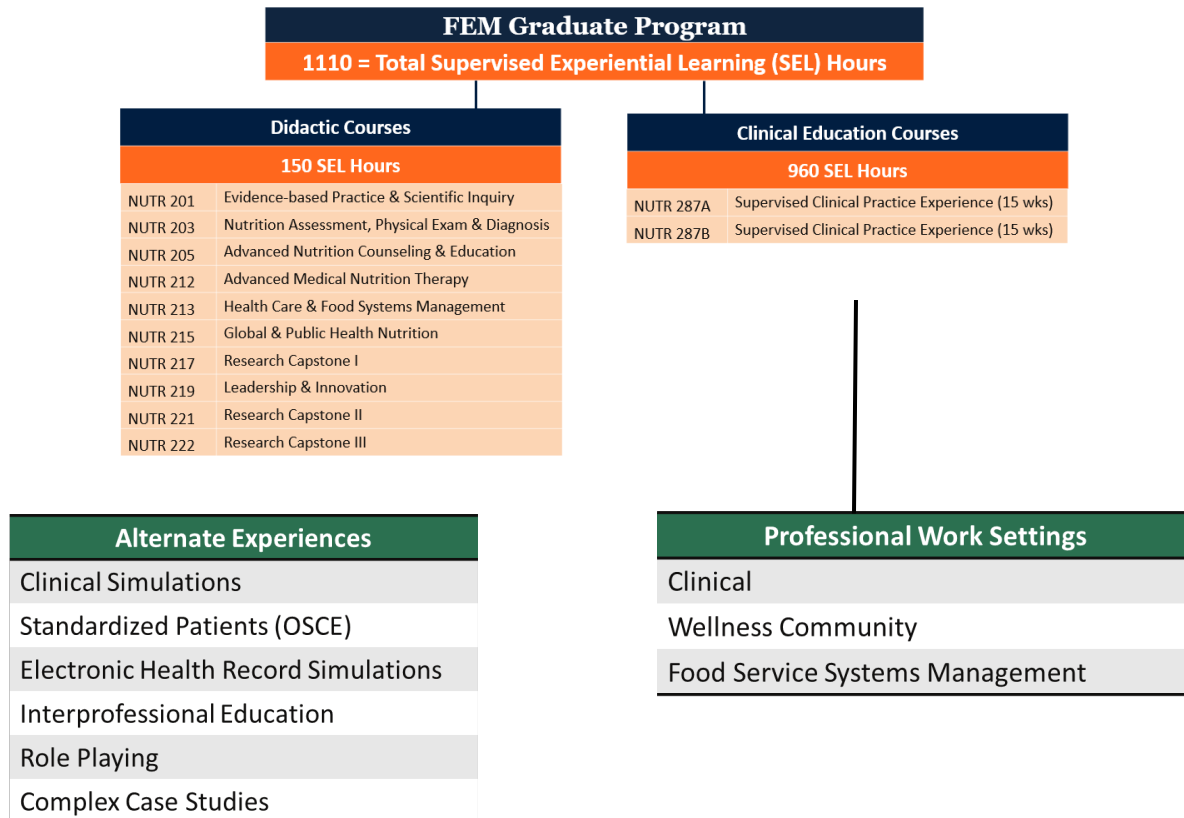 FEM Graduate Program
1110 = Total Supervised Experiential Learning (SEL) Hours
Didactic Courses
150 SEL Hours
NUTR 201 Evidence-based Practice & Scientific Inquiry
NUTR 203 Nutrition Assessment, Physical Exam & Diagnosis
NUTR 205 Advanced Nutrition Counseling & Education
NUTR 212 Advanced Medical Nutrition Therapy
NUTR 213 Health Care & Food Systems Management
NUTR 215 Global & Public Health Nutrition
NUTR 217 Research Capstone I
NUTR 219 Leadership & Innovation
NUTR 221 Research Capstone II
NUTR 222 Research Capstone III
Clinical Education Courses
960 SEL Hours
NUTR 287A Supervised Clinical Practice Experience (15 wks)
NUTR 287B Supervised Clinical Practice Experience (15 wks)
Alternate Experiences
Clinical Simulations
Standardized Patients (OSCE)
Electronic Health Record Simulations
Interprofessional Education
Role Playing
Complex Case Studies
Professional Work Settings
Clinical
Wellness Community
Food Service Systems Management